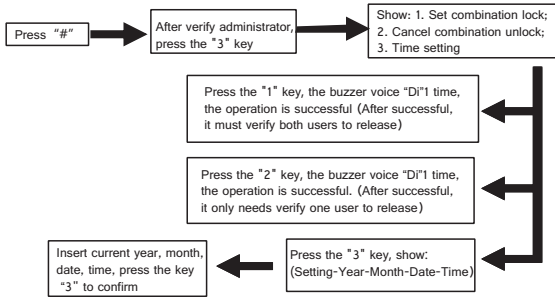 Press "#"
After verify administrator,
press the "3" key
Show: 1. Set combination lock;
2. Cancel combination unlock;
3. Time setting
Press the "1" key, the buzzer voice "Di"1 time,
the operation is successful (After successful,
it must verify both users to release)
Press the "2" key, the buzzer voice "Di"1 time,
the operation is successful. (After successful,
it only needs verify one user to release)
Press the "3" key, show:
(Setting-Year-Month-Date-Time)
Insert current year, month,
date, time, press the key
"3" to confirm